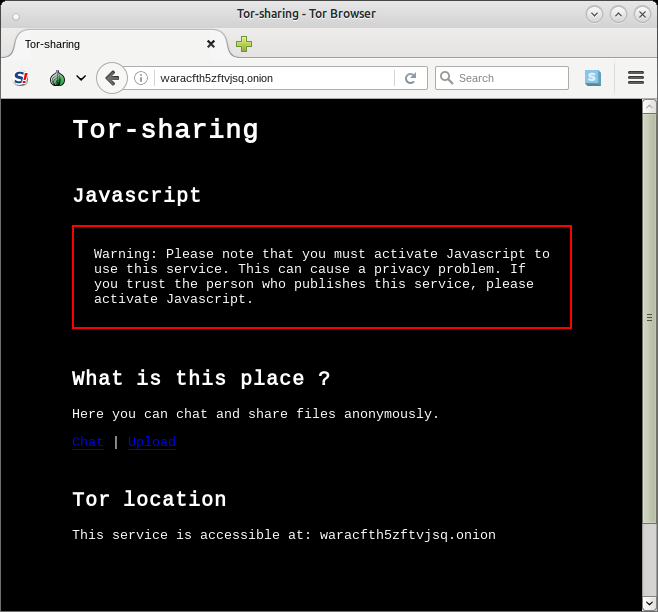 Tor-sharing - Tor Browser
Tor-sharing
waracfth5zftvjsq.onion
Search
Tor-sharing
Javascript
Warning: Please note that you must activate Javascript to
use this service. This can cause a privacy problem. If
you trust the person who publishes this service, please
activate Javascript.
What is this place ?
Here you can chat and share files anonymously.
Chat | Upload
Tor location
This service is accessible at: waracfth5zftvjsq.onion